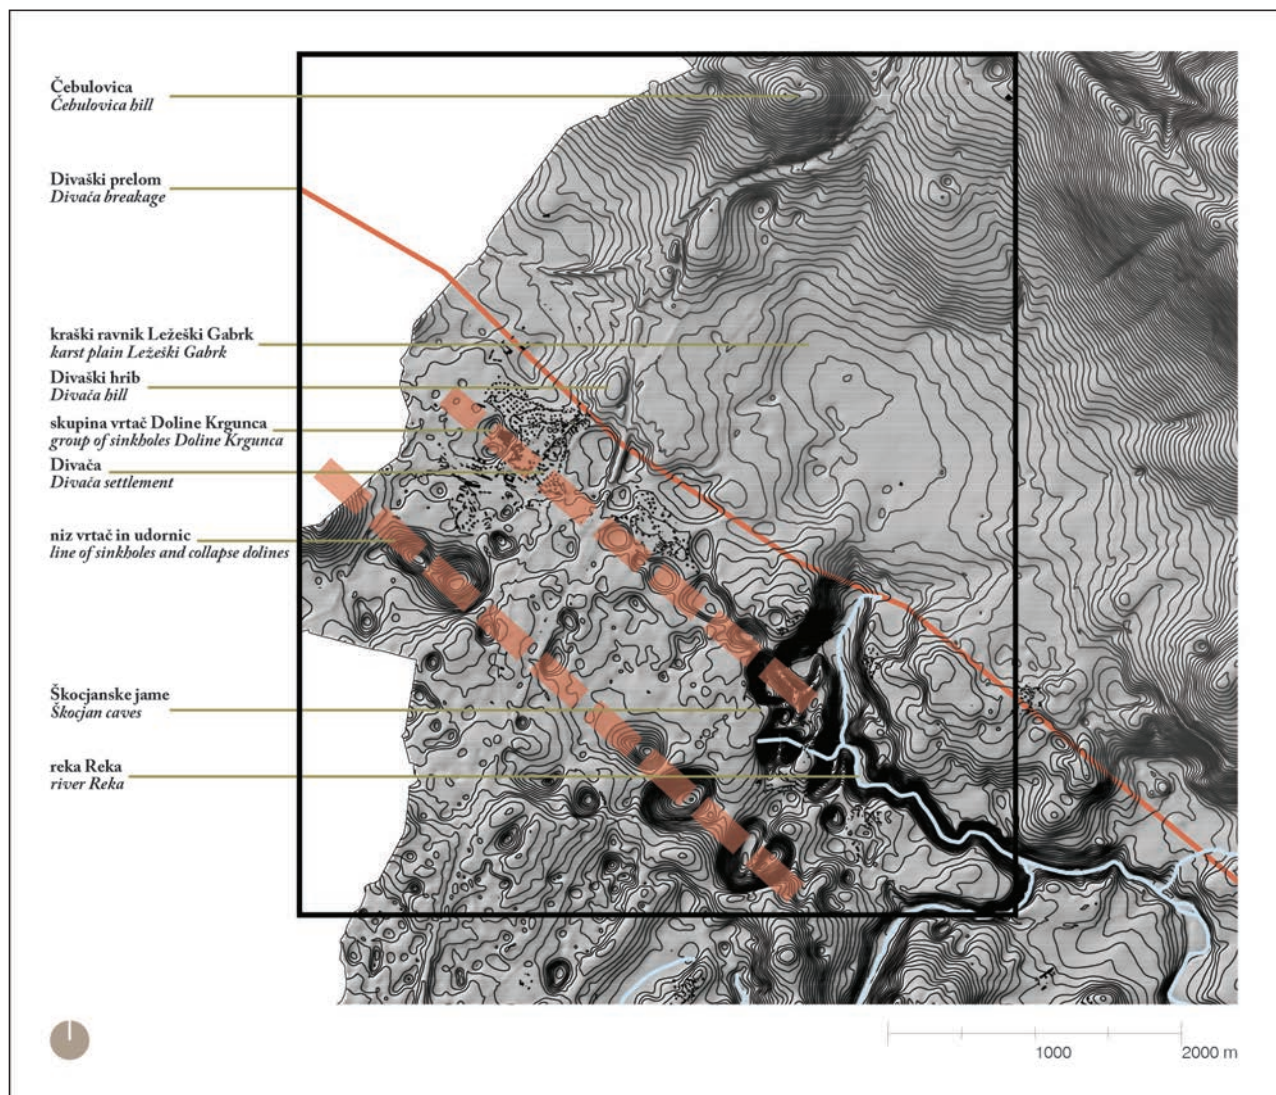 Čebulovica
Čebulovica hill
Divaški prelom
Divača breakage
kraški ravnik Ležeški Gabrk
karst plain Ležeški Gabrk
Divaški hrib
Divača hill
skupina vrtač Doline Krgunca
group of sinkholes Doline Krgunca
Divača
Divača settlement
niz vrtač in udornic
line of sinkholes and collapse dolines
Škocjanske jame
Škocjan caves
reka Reka
river Reka
1000 2000 m